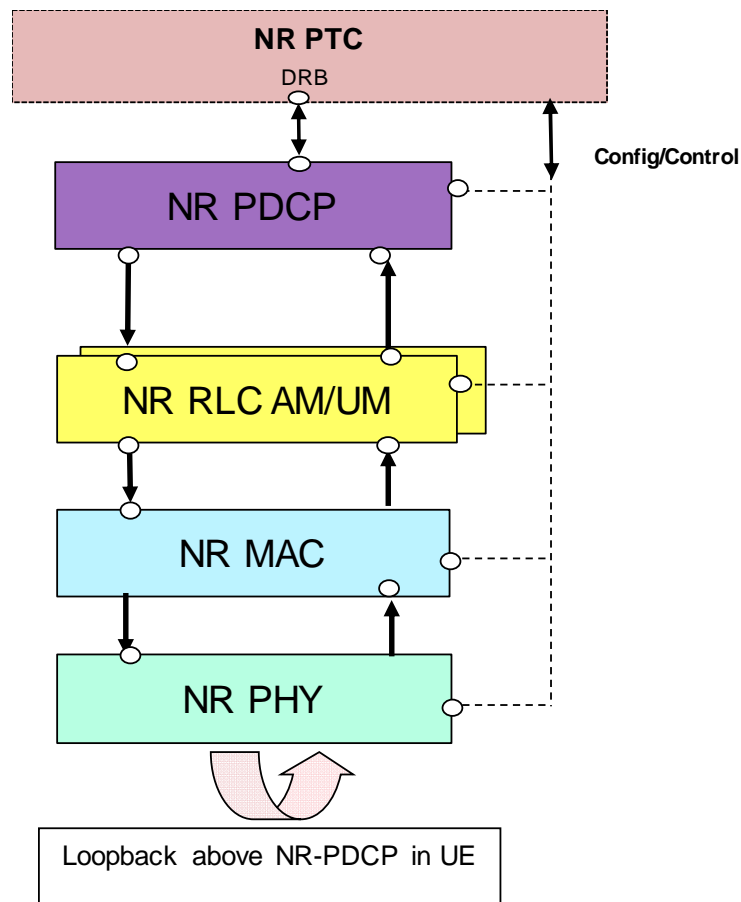 NR PTC
DRB
Config/Control
NR PDCP
NR RLC AM/UM
NR MAC
NR PHY
Loopback above NR-PDCP in UE